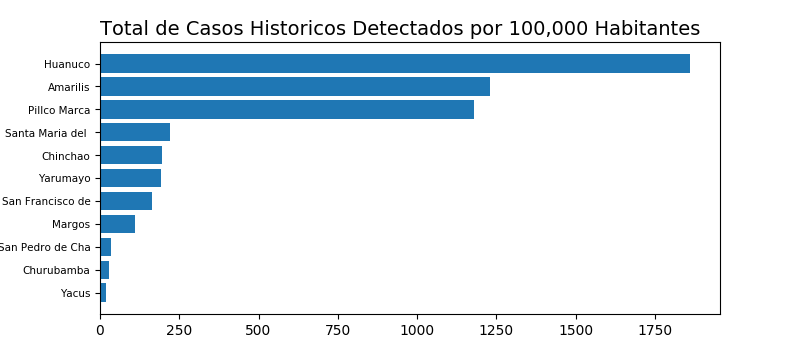 Total de Casos Historicos Detectados por 100,000 Habitantes
Huanuco
Amarilis
Pillco Marca
Santa Maria del
Chinchao
Yarumayo
San Francisco de
Margos
San Pedro de Cha
Churubamba
Yacus
0 250 500 750 1000 1250 1500 1750